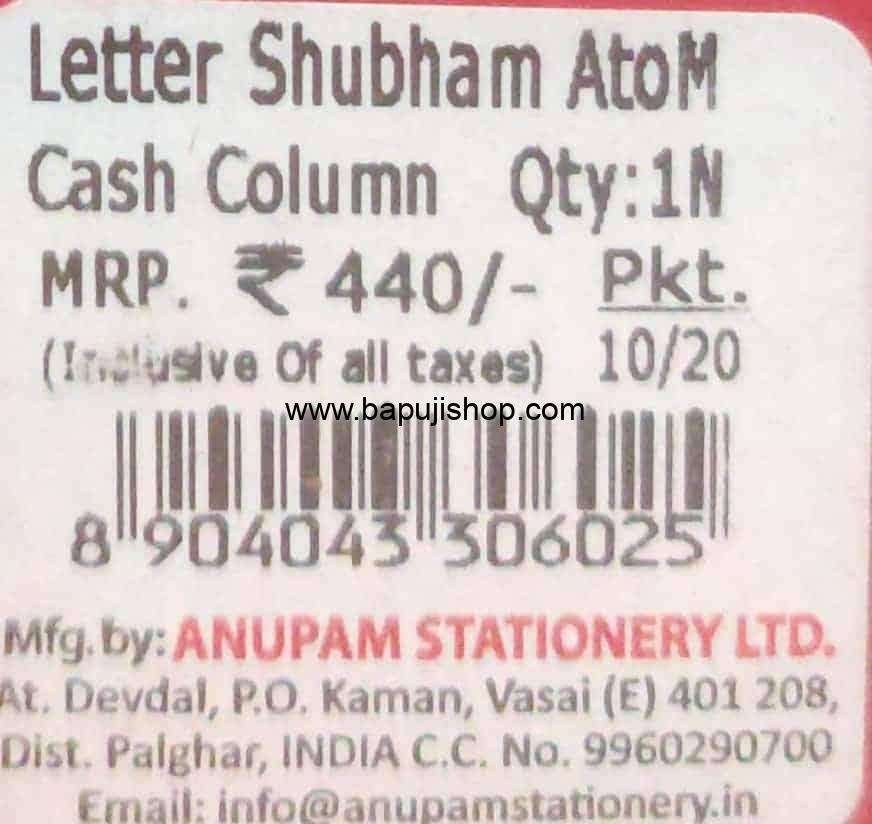 Letter Shubham AtoM
Cash Column Qty:1N
MRP. ₹ 440/- Pkt.
(Inclusive Of all taxes) 10/20
www.bapujishop.com
8 904043 306025
Mfg.by: ANUPAM STATIONERY LTD.
At. Devdal, P.O. Kaman, Vasai (E) 401 208,
Dist. Palghar, INDIA C.C. No. 9960290700
Email: info@anupamstationery.in